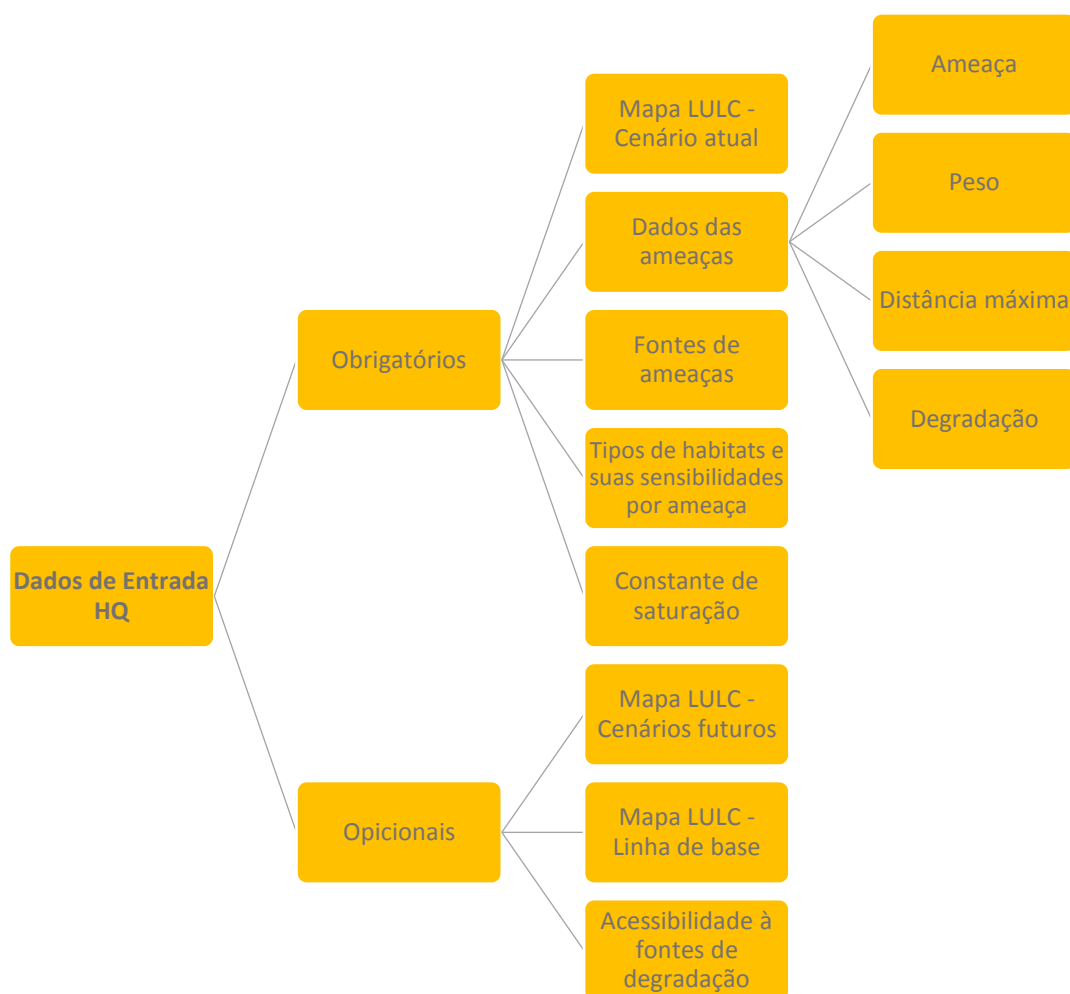 Dados de Entrada
HQ
Obrigatórios
Mapa LULC -
Cenário atual
Dados das
ameaças
Ameaça
Peso
Distância máxima
Degradação
Fontes de
ameaças
Tipos de habitats e
suas sensibilidades
por ameaça
Constante de
saturação
Opicionais
Mapa LULC -
Cenários futuros
Mapa LULC -
Linha de base
Acessibilidade à
fontes de
degradação